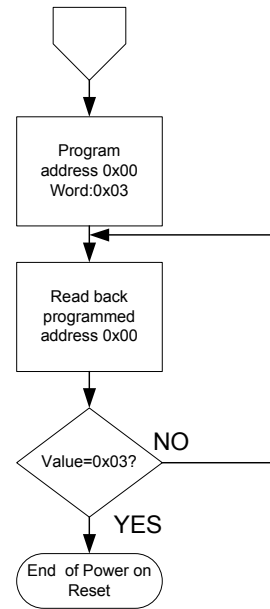 Program
address 0x00
Word:0x03
Read back
programmed
address 0x00
Value=0x03?
NO
YES
End of Power on
Reset